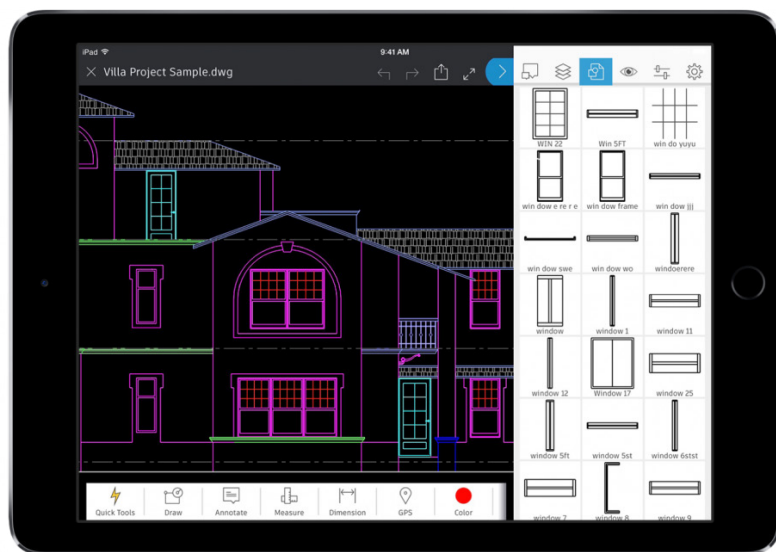 iPad
9:41 AM
Villa Project Sample.dwg
WIN 22
Win 5FT
win do yuyu
win dow e re r e
win dow frame
win dow jjj
win dow swe
win dow wo
windoerere
window
window 1
window 11
window 12
Window 17
window 25
window 5ft
window 5st
window 6stst
window 7
window 8
window 9
Quick Tools
Draw
Annotate
Measure
Dimension
GPS
Color